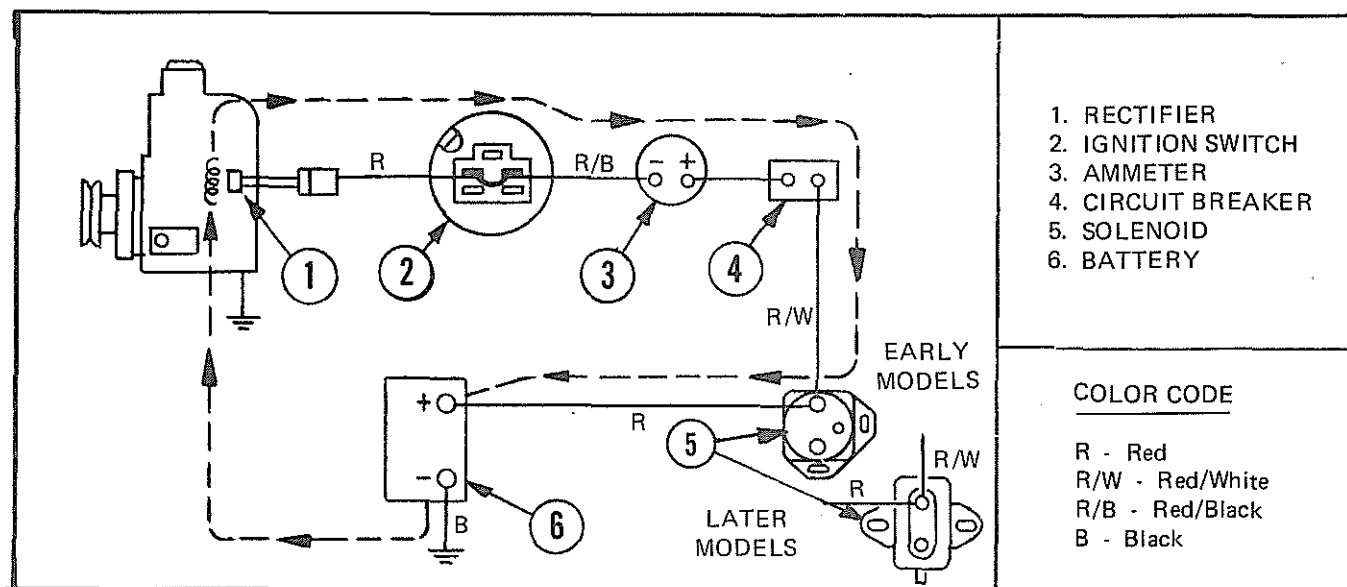 R
R/B
- +
1
2
3
4
R/W
EARLY
MODELS
+
R
5
-
B
6
R/W
R
LATER
MODELS
1. RECTIFIER
2. IGNITION SWITCH
3. AMMETER
4. CIRCUIT BREAKER
5. SOLENOID
6. BATTERY
COLOR CODE
R - Red
R/W - Red/White
R/B - Red/Black
B - Black